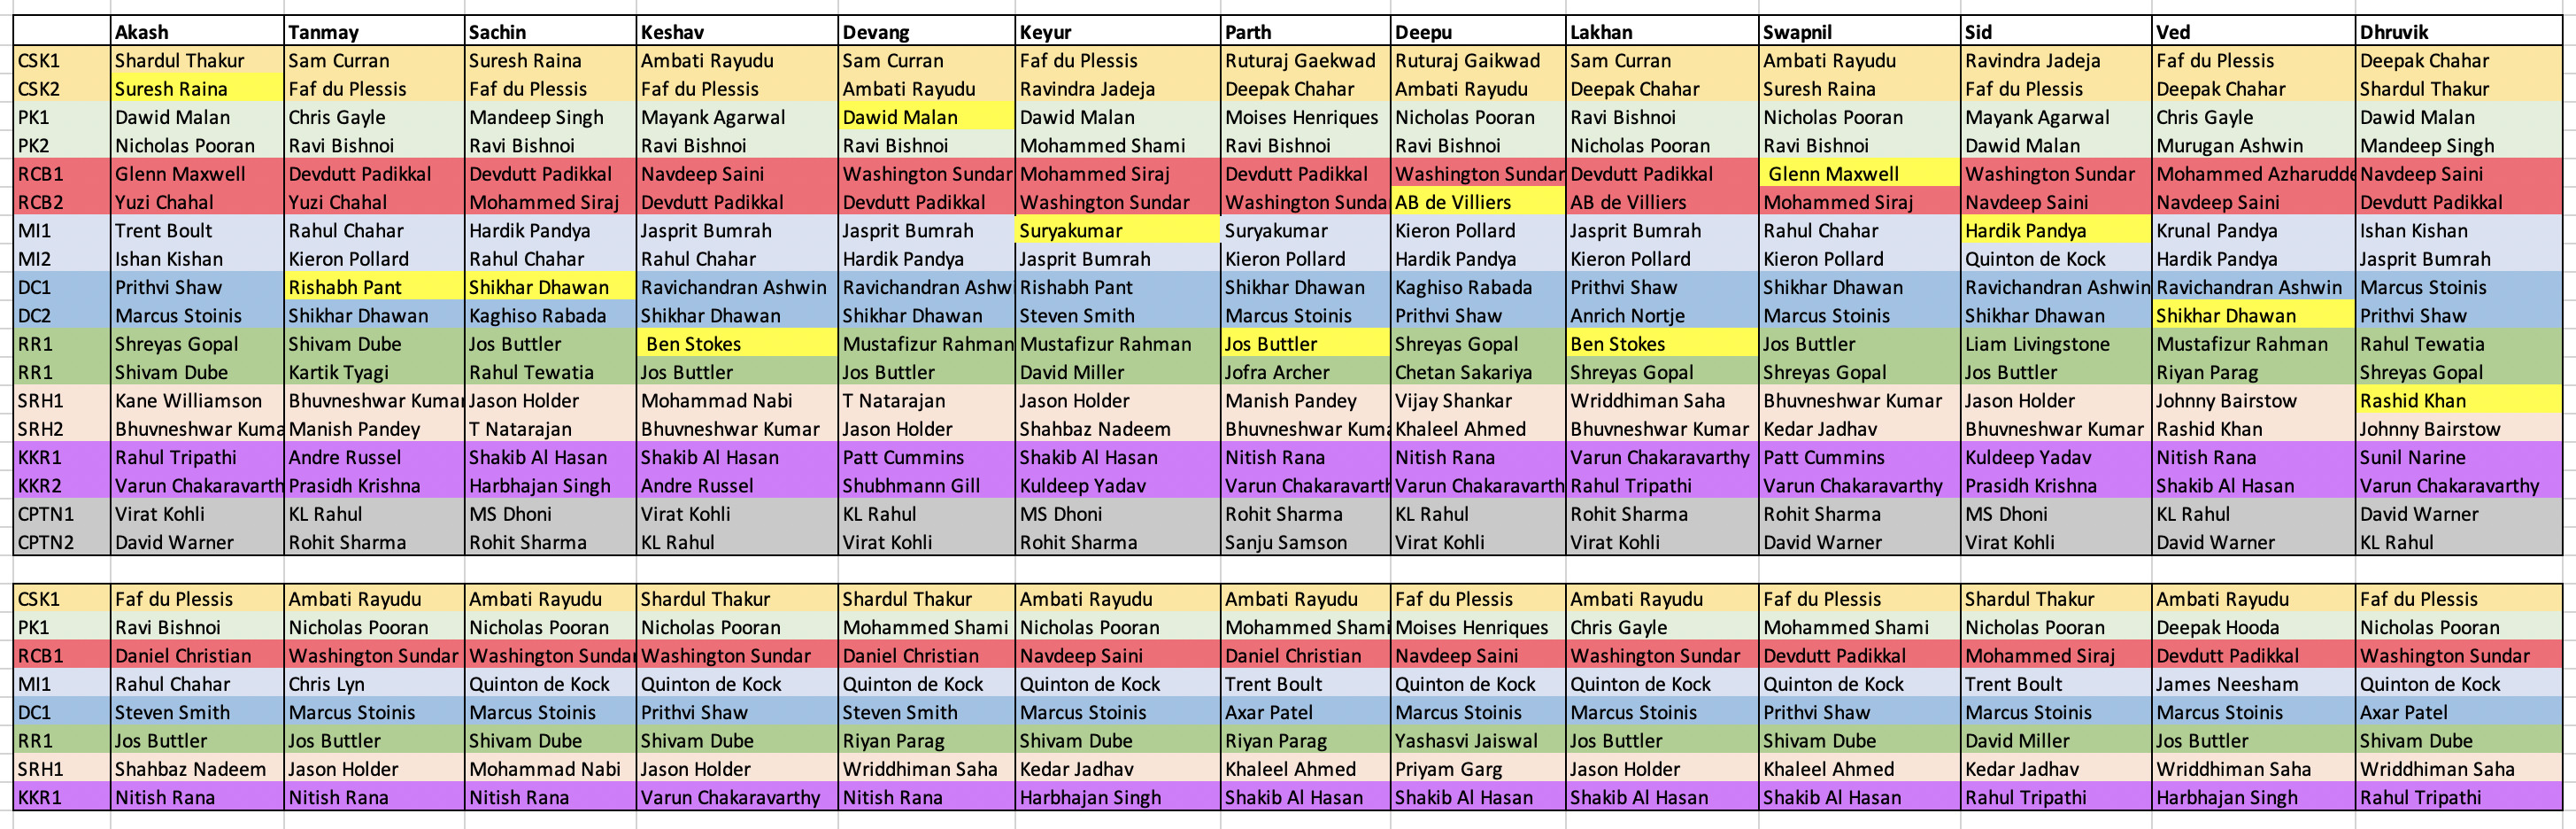 Akash Tanmay Sachin Keshav Devang Keyur Parth Deepu Lakhan Swapnil Sid Ved Dhruvik
CSK1 Shardul Thakur Sam Curran Suresh Raina Ambati Rayudu Sam Curran Faf du Plessis Ruturaj Gaekwad Ruturaj Gaikwad Sam Curran Ambati Rayudu Ravindra Jadeja Faf du Plessis Deepak Chahar
CSK2 Suresh Raina Faf du Plessis Faf du Plessis Faf du Plessis Ambati Rayudu Ravindra Jadeja Deepak Chahar Ambati Rayudu Deepak Chahar Suresh Raina Faf du Plessis Deepak Chahar Shardul Thakur
PK1 Dawid Malan Chris Gayle Mandeep Singh Mayank Agarwal Dawid Malan Dawid Malan Moises Henriques Nicholas Pooran Ravi Bishnoi Nicholas Pooran Mayank Agarwal Chris Gayle Dawid Malan
PK2 Nicholas Pooran Ravi Bishnoi Ravi Bishnoi Ravi Bishnoi Ravi Bishnoi Mohammed Shami Ravi Bishnoi Ravi Bishnoi Nicholas Pooran Ravi Bishnoi Dawid Malan Murugan Ashwin Mandeep Singh
RCB1 Glenn Maxwell Devdutt Padikkal Devdutt Padikkal Navdeep Saini Washington Sundar Mohammed Siraj Devdutt Padikkal Washington Sundar Devdutt Padikkal Glenn Maxwell Washington Sundar Mohammed Azharudde Navdeep Saini
RCB2 Yuzi Chahal Yuzi Chahal Mohammed Siraj Devdutt Padikkal Devdutt Padikkal Washington Sundar Washington Sunda AB de Villiers AB de Villiers Mohammed Siraj Navdeep Saini Navdeep Saini Devdutt Padikkal
MI1 Trent Boult Rahul Chahar Hardik Pandya Jasprit Bumrah Jasprit Bumrah Suryakumar Suryakumar Kieron Pollard Jasprit Bumrah Rahul Chahar Hardik Pandya Krunal Pandya Ishan Kishan
MI2 Ishan Kishan Kieron Pollard Rahul Chahar Rahul Chahar Hardik Pandya Jasprit Bumrah Kieron Pollard Hardik Pandya Kieron Pollard Kieron Pollard Quinton de Kock Hardik Pandya Jasprit Bumrah
DC1 Prithvi Shaw Rishabh Pant Shikhar Dhawan Ravichandran Ashwin Ravichandran Ashw Rishabh Pant Shikhar Dhawan Kaghiso Rabada Prithvi Shaw Shikhar Dhawan Ravichandran Ashwin Ravichandran Ashwin Marcus Stoinis
DC2 Marcus Stoinis Shikhar Dhawan Kaghiso Rabada Shikhar Dhawan Shikhar Dhawan Steven Smith Marcus Stoinis Prithvi Shaw Anrich Nortje Marcus Stoinis Shikhar Dhawan Shikhar Dhawan Prithvi Shaw
RR1 Shreyas Gopal Shivam Dube Jos Buttler Ben Stokes Mustafizur Rahman Mustafizur Rahman Jos Buttler Shreyas Gopal Ben Stokes Jos Buttler Liam Livingstone Mustafizur Rahman Rahul Tewatia
RR1 Shivam Dube Kartik Tyagi Rahul Tewatia Jos Buttler Jos Buttler David Miller Jofra Archer Chetan Sakariya Shreyas Gopal Shreyas Gopal Jos Buttler Riyan Parag Shreyas Gopal
SRH1 Kane Williamson Bhuvneshwar Kumar Jason Holder Mohammad Nabi T Natarajan Jason Holder Manish Pandey Vijay Shankar Wriddhiman Saha Bhuvneshwar Kumar Jason Holder Johnny Bairstow Rashid Khan
SRH2 Bhuvneshwar Kuma Manish Pandey T Natarajan Bhuvneshwar Kumar Jason Holder Shahbaz Nadeem Bhuvneshwar Kuma Khaleel Ahmed Bhuvneshwar Kumar Kedar Jadhav Bhuvneshwar Kumar Rashid Khan Johnny Bairstow
KKR1 Rahul Tripathi Andre Russel Shakib Al Hasan Shakib Al Hasan Patt Cummins Shakib Al Hasan Nitish Rana Nitish Rana Varun Chakaravarthy Patt Cummins Kuldeep Yadav Nitish Rana Sunil Narine
KKR2 Varun Chakaravarth Prasidh Krishna Harbhajan Singh Andre Russel Shubhmann Gill Kuldeep Yadav Varun Chakaravarth Varun Chakaravarth Rahul Tripathi Varun Chakaravarthy Prasidh Krishna Shakib Al Hasan Varun Chakaravarthy
CPTN1 Virat Kohli KL Rahul MS Dhoni Virat Kohli KL Rahul MS Dhoni Rohit Sharma KL Rahul Rohit Sharma Rohit Sharma MS Dhoni KL Rahul David Warner
CPTN2 David Warner Rohit Sharma Rohit Sharma KL Rahul Virat Kohli Rohit Sharma Sanju Samson Virat Kohli Virat Kohli David Warner Virat Kohli David Warner KL Rahul
CSK1 Faf du Plessis Ambati Rayudu Ambati Rayudu Shardul Thakur Shardul Thakur Ambati Rayudu Ambati Rayudu Faf du Plessis Ambati Rayudu Faf du Plessis Shardul Thakur Ambati Rayudu Faf du Plessis
PK1 Ravi Bishnoi Nicholas Pooran Nicholas Pooran Nicholas Pooran Mohammed Shami Nicholas Pooran Mohammed Shami Moises Henriques Chris Gayle Mohammed Shami Nicholas Pooran Deepak Hooda Nicholas Pooran
RCB1 Daniel Christian Washington Sundar Washington Sundar Washington Sundar Daniel Christian Navdeep Saini Daniel Christian Navdeep Saini Washington Sundar Devdutt Padikkal Mohammed Siraj Devdutt Padikkal Washington Sundar
MI1 Rahul Chahar Chris Lyn Quinton de Kock Quinton de Kock Quinton de Kock Quinton de Kock Trent Boult Quinton de Kock Quinton de Kock Quinton de Kock Trent Boult James Neesham Quinton de Kock
DC1 Steven Smith Marcus Stoinis Marcus Stoinis Prithvi Shaw Steven Smith Marcus Stoinis Axar Patel Marcus Stoinis Marcus Stoinis Prithvi Shaw Marcus Stoinis Marcus Stoinis Axar Patel
RR1 Jos Buttler Jos Buttler Shivam Dube Shivam Dube Riyan Parag Shivam Dube Riyan Parag Yashasvi Jaiswal Jos Buttler Shivam Dube David Miller Jos Buttler Shivam Dube
SRH1 Shahbaz Nadeem Jason Holder Mohammad Nabi Jason Holder Wriddhiman Saha Kedar Jadhav Khaleel Ahmed Priyam Garg Jason Holder Khaleel Ahmed Kedar Jadhav Wriddhiman Saha Wriddhiman Saha
KKR1 Nitish Rana Nitish Rana Nitish Rana Varun Chakaravarthy Nitish Rana Harbhajan Singh Shakib Al Hasan Shakib Al Hasan Shakib Al Hasan Shakib Al Hasan Rahul Tripathi Harbhajan Singh Rahul Tripathi